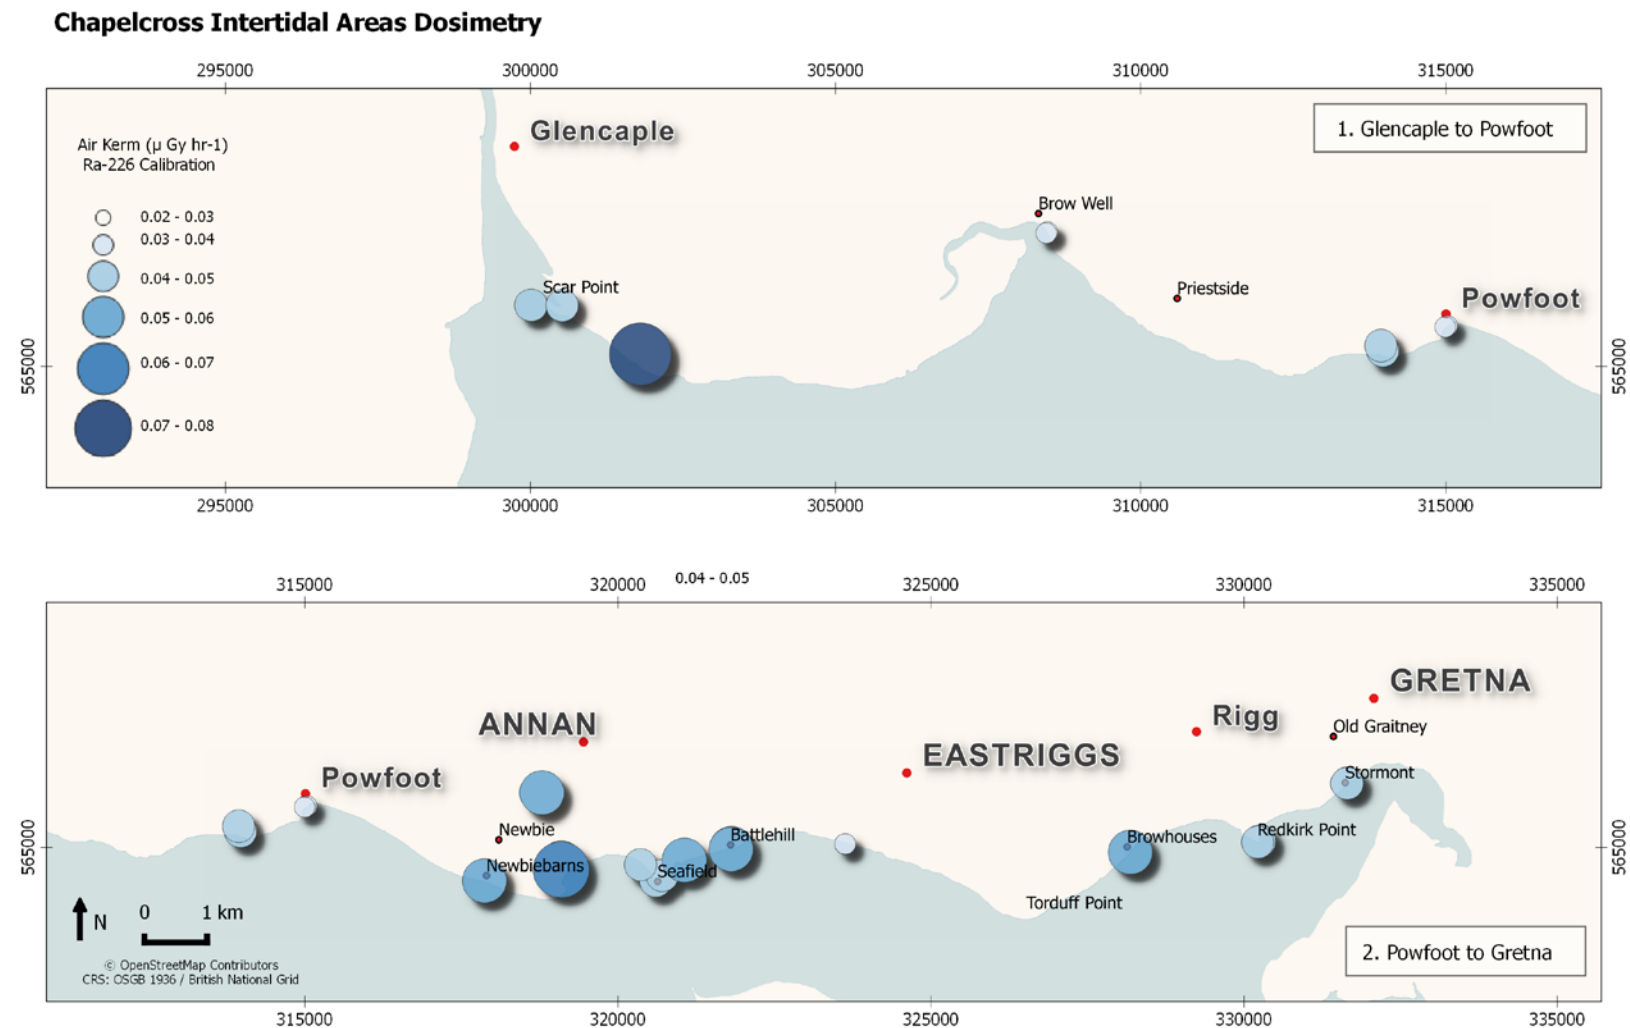 Chapelcross Intertidal Areas Dosimetry
295000 300000 305000 310000 315000
Glencaple
1. Glencaple to Powfoot
Air Kerm (µ Gy hr-1)
Ra-226 Calibration
0.02 - 0.03
0.03 - 0.04
0.04 - 0.05
0.05 - 0.06
0.06 - 0.07
0.07 - 0.08
Brow Well
Scar Point
Priestside
Powfoot
565000
565000
295000 300000 305000 310000 315000
0.04 - 0.05
315000 320000 325000 330000 335000
GRETNA
Rigg
Old Graitney
ANNAN
EASTRIGGS
Powfoot
Stormont
Newbie
Battlehill
Browhouses
Redkirk Point
Newbiebarns
Seafield
Torduff Point
565000
565000
N
0 1 km
© OpenStreetMap Contributors
CRS: OSGB 1936 / British National Grid
2. Powfoot to Gretna
315000 320000 325000 330000 335000